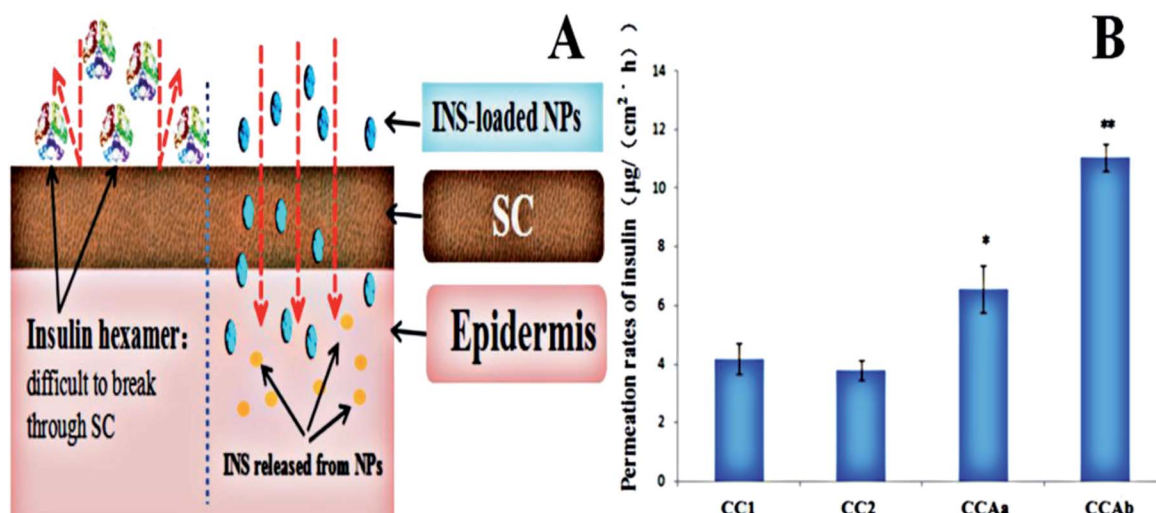 A
INS-loaded NPs
SC
Epidermis
Insulin hexamer:
difficult to break
through SC
INS released from NPs
B
Permeation rates of insulin (μg/ (cm² · h))
14
12
10
8
6
4
2
0
*
**
CC1
CC2
CCAa
CCAb